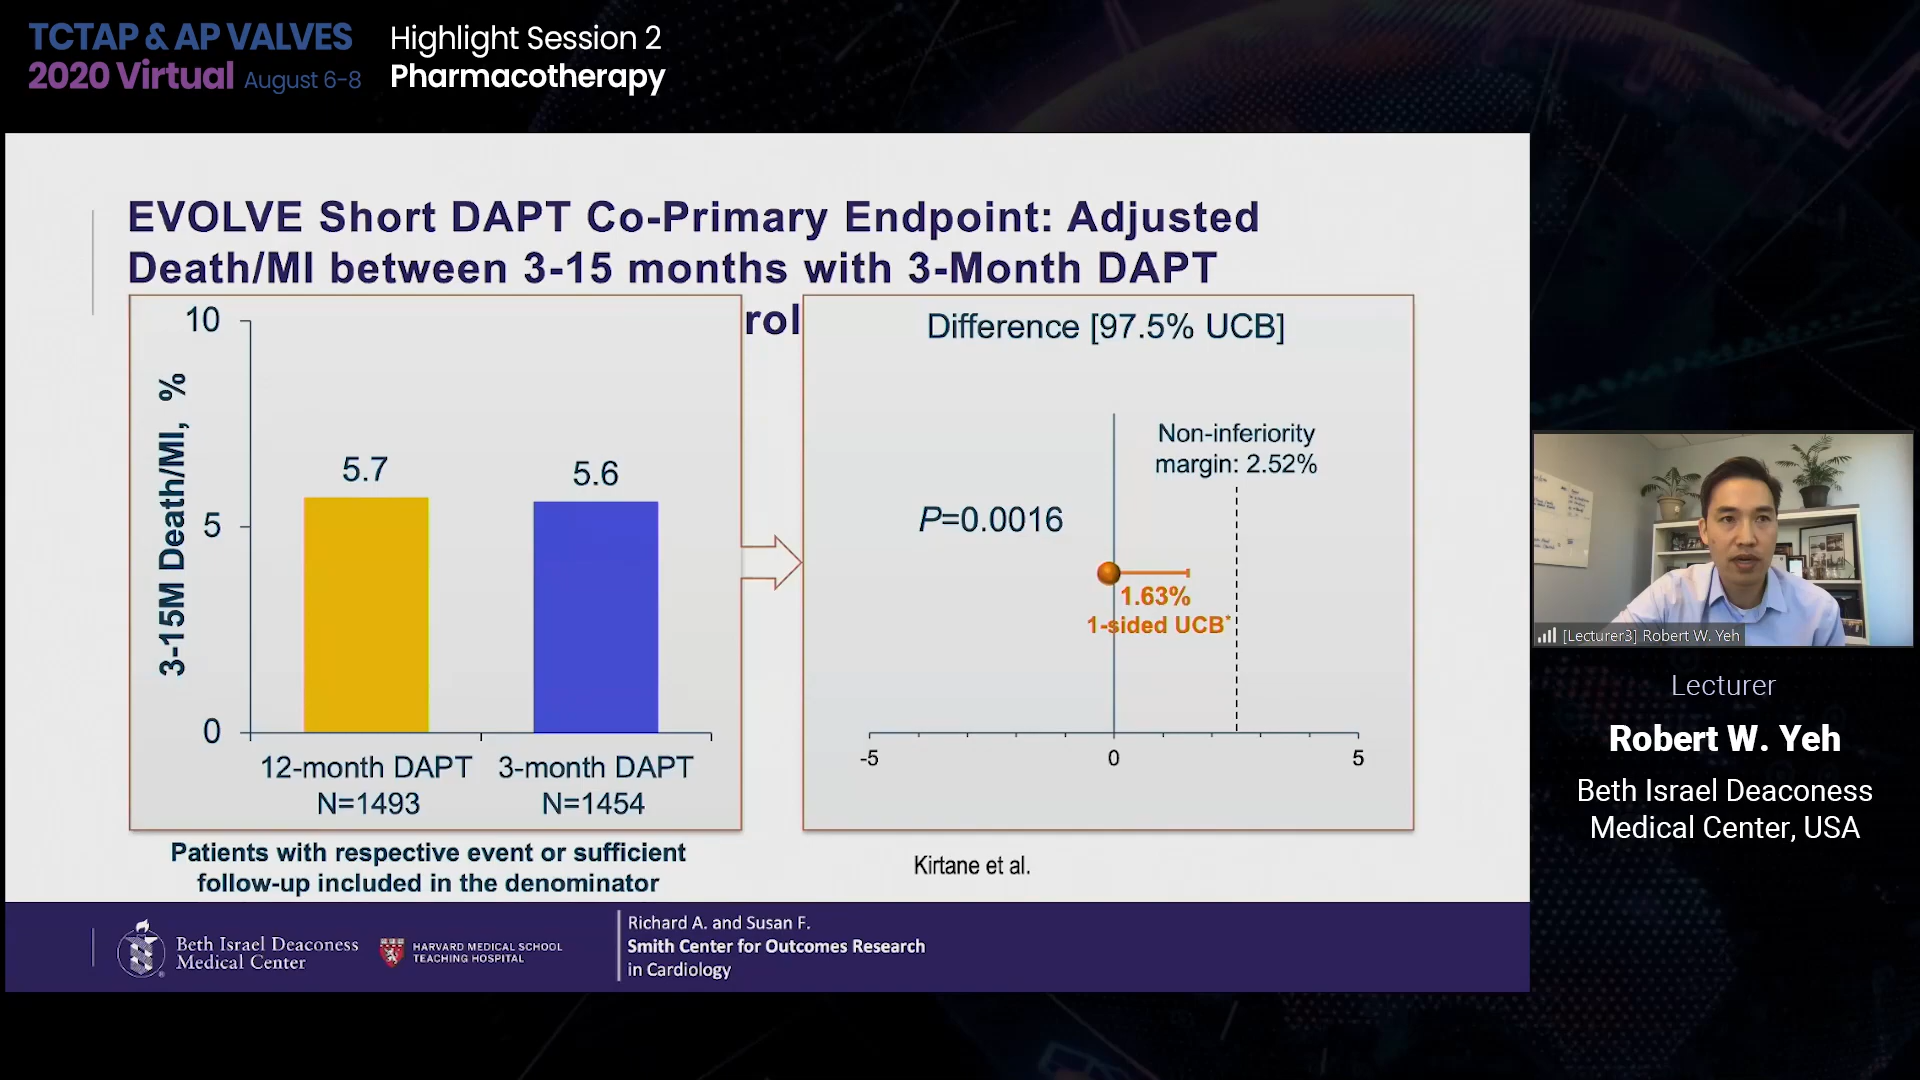 TCTAP & AP VALVES
2020 Virtual August 6-8
Highlight Session 2
Pharmacotherapy
EVOLVE Short DAPT Co-Primary Endpoint: Adjusted
Death/MI between 3-15 months with 3-Month DAPT
rol
10
5
0
3-15M Death/MI, %
5.7
5.6
12-month DAPT
N=1493
3-month DAPT
N=1454
Patients with respective event or sufficient
follow-up included in the denominator
Difference [97.5% UCB]
Non-inferiority
margin: 2.52%
P=0.0016
1.63%
1-sided UCB*
-5
0
5
Kirtane et al.
Beth Israel Deaconess
Medical Center
HARVARD MEDICAL SCHOOL
TEACHING HOSPITAL
Richard A. and Susan F.
Smith Center for Outcomes Research
in Cardiology
[Lecturer3] Robert W. Yeh
Lecturer
Robert W. Yeh
Beth Israel Deaconess
Medical Center, USA